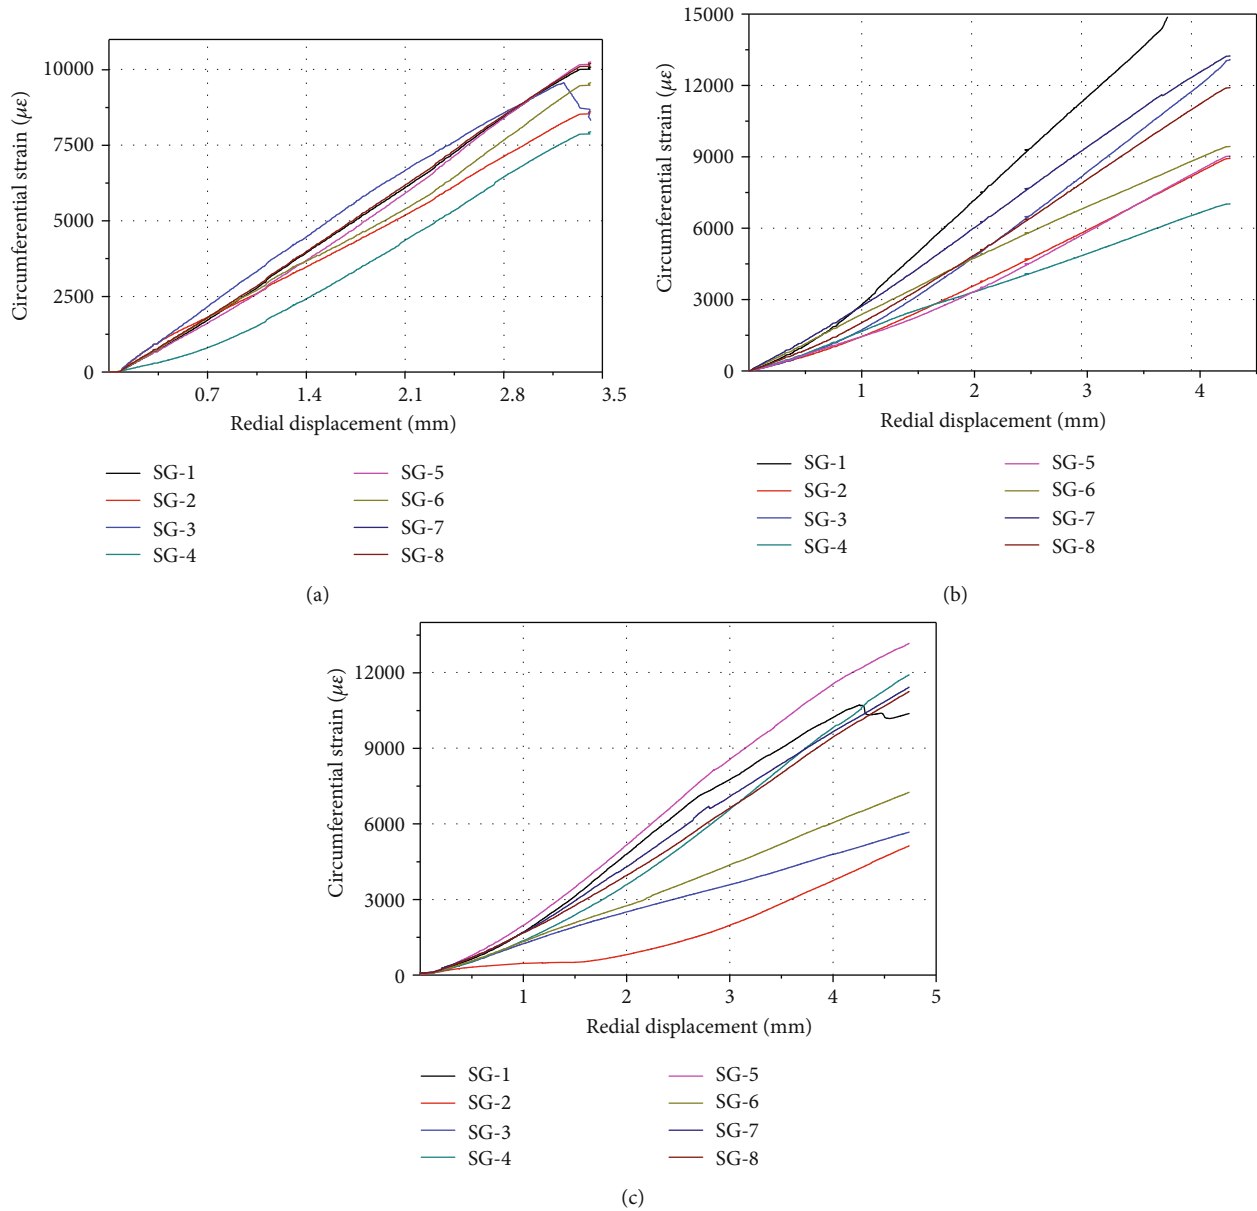 10000
7500
5000
2500
0
Circumferential strain (με)
0.7 1.4 2.1 2.8 3.5
Redial displacement (mm)
SG-1 SG-5
SG-2 SG-6
SG-3 SG-7
SG-4 SG-8
(a)
15000
12000
9000
6000
3000
0
Circumferential strain (με)
1 2 3 4
Redial displacement (mm)
SG-1 SG-5
SG-2 SG-6
SG-3 SG-7
SG-4 SG-8
(b)
12000
9000
6000
3000
0
Circumferential strain (με)
1 2 3 4 5
Redial displacement (mm)
SG-1 SG-5
SG-2 SG-6
SG-3 SG-7
SG-4 SG-8
(c)